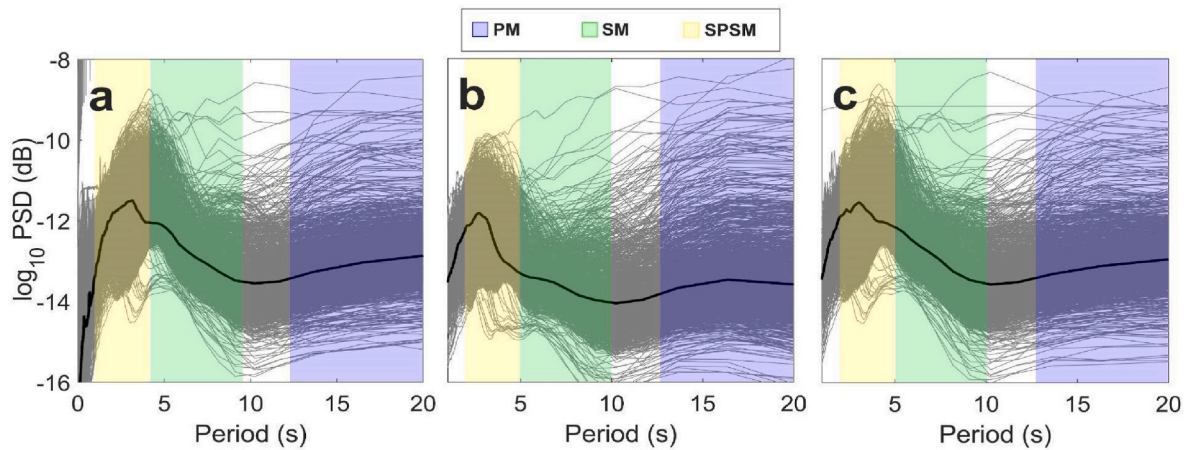 PM SM SPSM
a b c
log10 PSD (dB)
-8
-10
-12
-14
-16
0 5 10 15 20
5 10 15 20
5 10 15 20
Period (s) Period (s) Period (s)